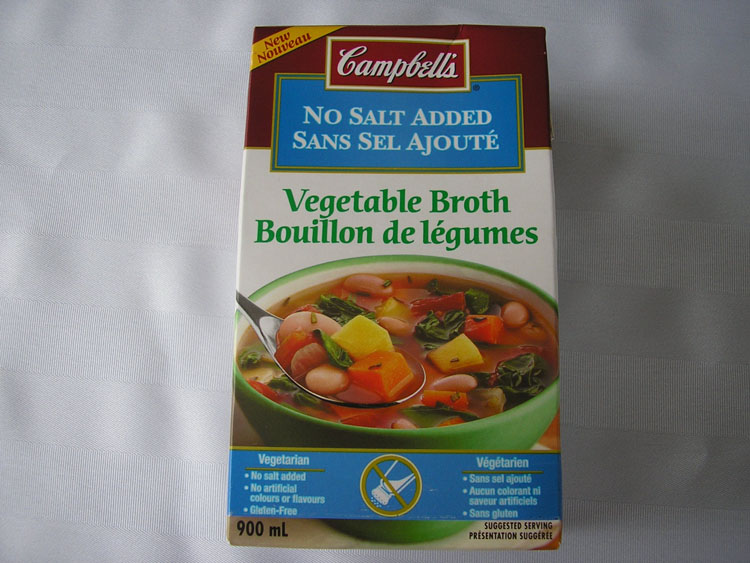 New
Nouveau
Campbell's
NO SALT ADDED
SANS SEL AJOUTÉ
Vegetable Broth
Bouillon de légumes
Vegetarian
• No salt added
• No artificial
colours or flavours
• Gluten-Free
Végétarien
• Sans sel ajouté
• Aucun colorant ni
saveur artificiels
• Sans gluten
900 mL
SUGGESTED SERVING
PRÉSENTATION SUGGÉRÉE